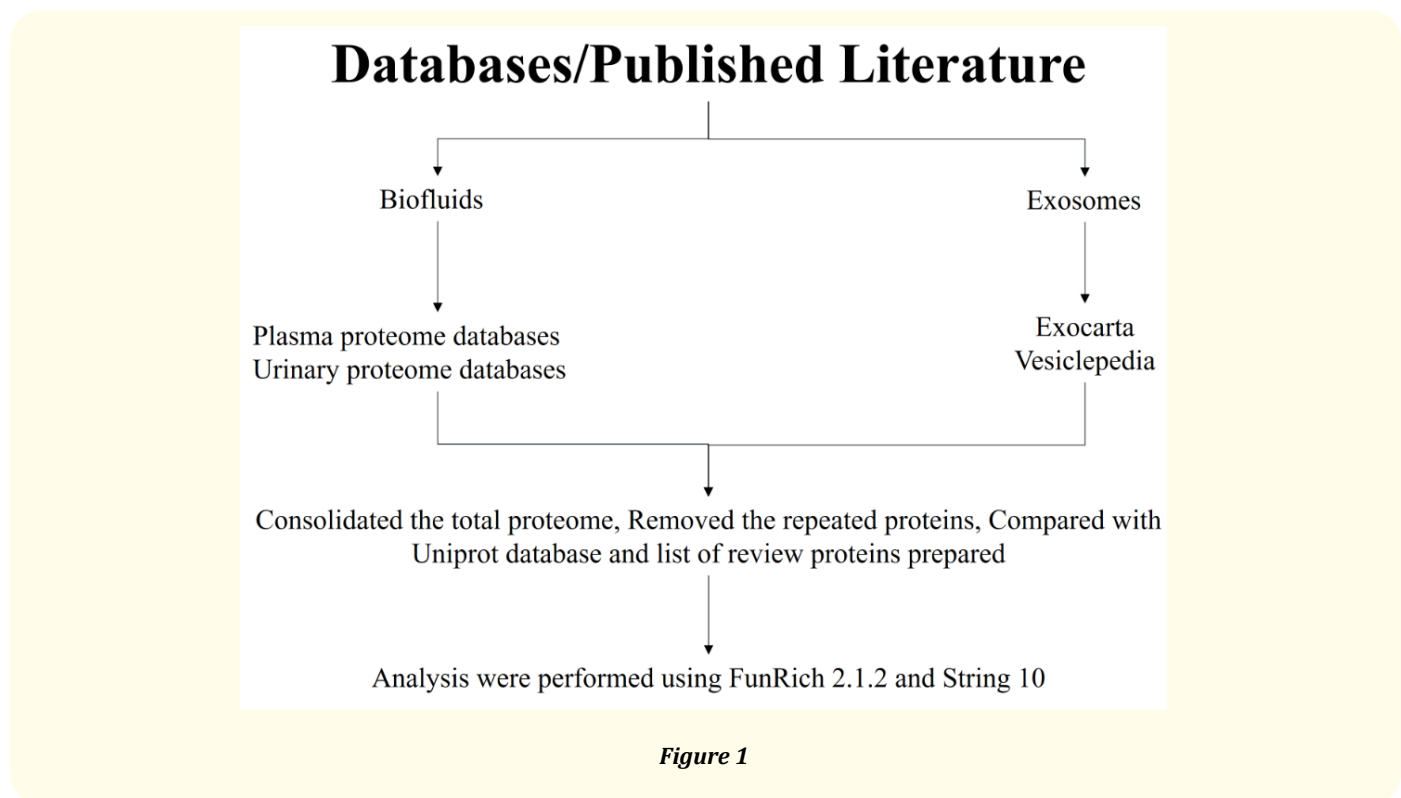 Databases/Published Literature
Biofluids
Exosomes
Plasma proteome databases
Urinary proteome databases
Exocarta
Vesiclepedia
Consolidated the total proteome, Removed the repeated proteins, Compared with
Uniprot database and list of review proteins prepared
Analysis were performed using FunRich 2.1.2 and String 10
Figure 1